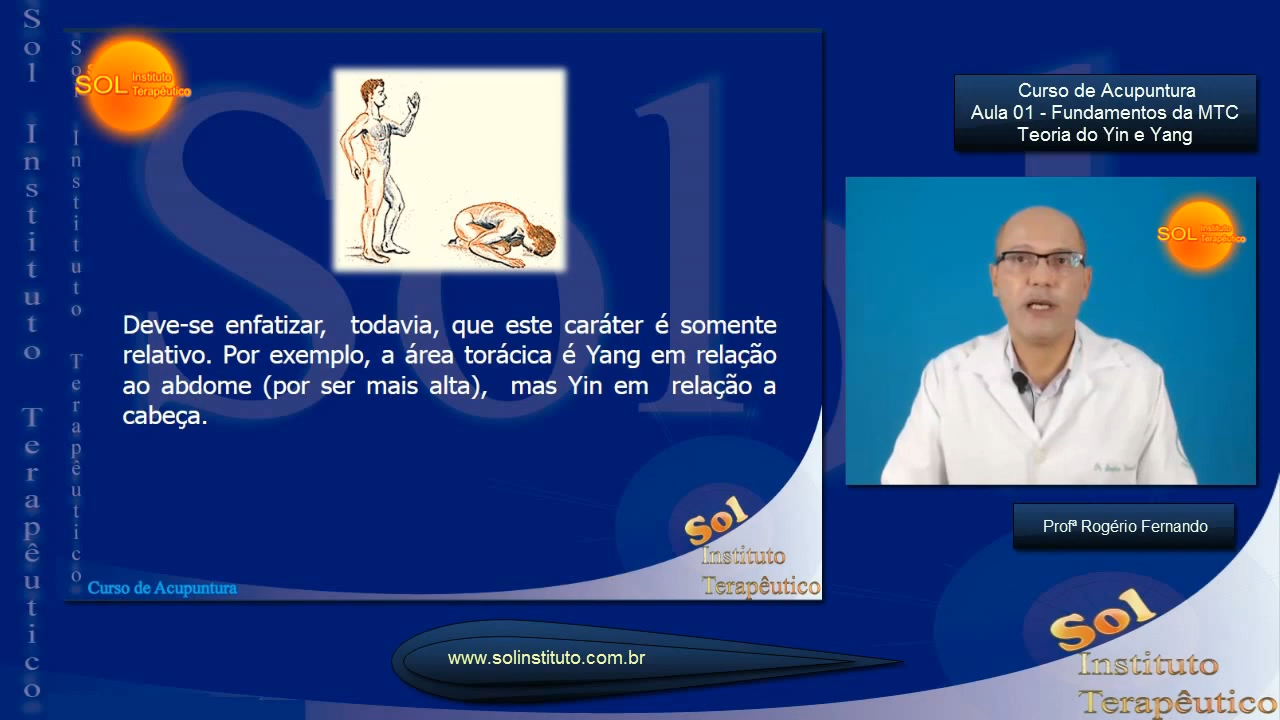 Sol Instituto Terapêutico
Sol Instituto Terapêutico
SOL Instituto
Terapêutico
Deve-se enfatizar, todavia, que este caráter é somente
relativo. Por exemplo, a área torácica é Yang em relação
ao abdome (por ser mais alta), mas Yin em relação a
cabeça.
Sol
Instituto
Terapêutico
Curso de Acupuntura
Curso de Acupuntura
Aula 01 - Fundamentos da MTC
Teoria do Yin e Yang
SOL Instituto
Terapêutico
Profª Rogério Fernando
www.solinstituto.com.br
Sol
Instituto
Terapêutico
Sol